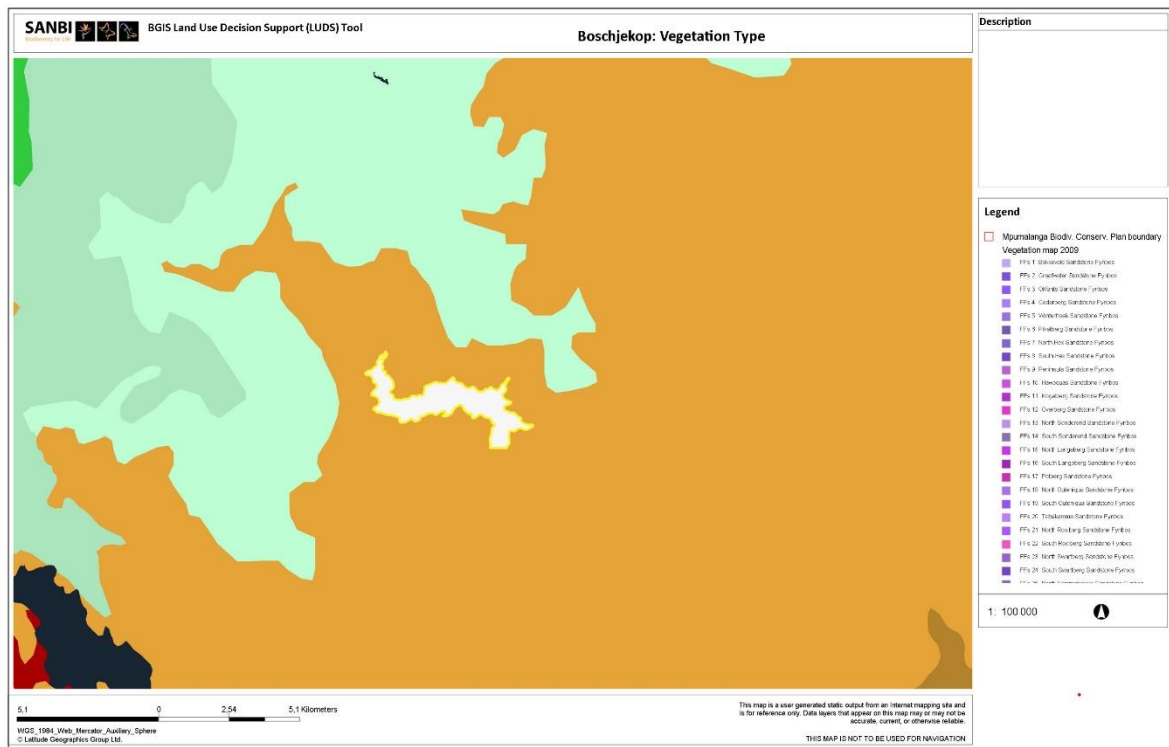 SANBI
Biodiversity for Life
BGIS Land Use Decision Support (LUDS) Tool
Boschjekop: Vegetation Type
Description
Legend
Mpumalanga Biodiv. Conserv. Plan boundary
Vegetation map 2009
FFs 1 Bokkeveld Sandstone Fynbos
FFs 2 Graafwater Sandstone Fynbos
FFs 3 Olifants Sandstone Fynbos
FFs 4 Cederberg Sandstone Fynbos
FFs 5 Winterhoek Sandstone Fynbos
FFs 6 Piketberg Sandstone Fynbos
FFs 7 North Hex Sandstone Fynbos
FFs 8 South Hex Sandstone Fynbos
FFs 9 Peninsula Sandstone Fynbos
FFs 10 Hawequas Sandstone Fynbos
FFs 11 Kogelberg Sandstone Fynbos
FFs 12 Overberg Sandstone Fynbos
FFs 13 North Sonderend Sandstone Fynbos
FFs 14 South Sonderend Sandstone Fynbos
FFs 15 North Langeberg Sandstone Fynbos
FFs 16 South Langeberg Sandstone Fynbos
FFs 17 Potberg Sandstone Fynbos
FFs 18 North Outeniqua Sandstone Fynbos
FFs 19 South Outeniqua Sandstone Fynbos
FFs 20 Tsitsikamma Sandstone Fynbos
FFs 21 North Rooiberg Sandstone Fynbos
FFs 22 South Rooiberg Sandstone Fynbos
FFs 23 North Swartberg Sandstone Fynbos
FFs 24 South Swartberg Sandstone Fynbos
1: 100 000
5,1 0 2,54 5,1 Kilometers
WGS_1984_Web_Mercator_Auxiliary_Sphere
© Latitude Geographics Group Ltd.
This map is a user generated static output from an Internet mapping site and
is for reference only. Data layers that appear on this map may or may not be
accurate, current, or otherwise reliable.
THIS MAP IS NOT TO BE USED FOR NAVIGATION